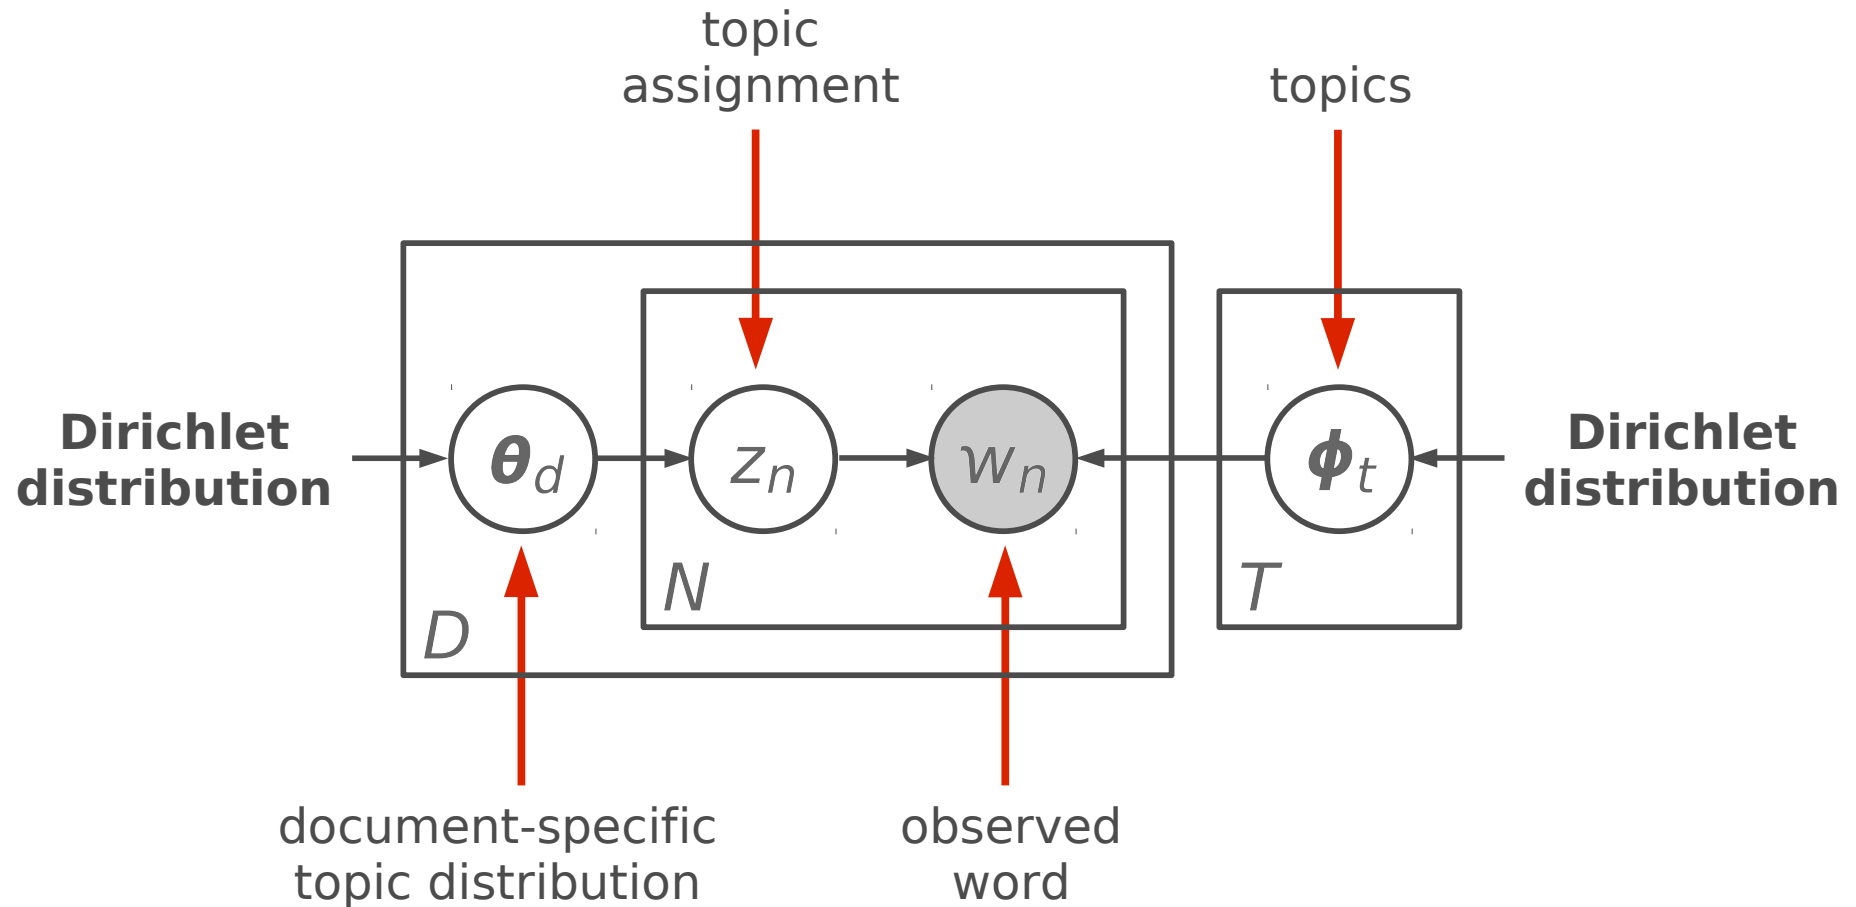 topic
assignment
topics
Dirichlet
distribution
θd
zn
wn
ϕt
Dirichlet
distribution
N
T
D
document-specific
topic distribution
observed
word